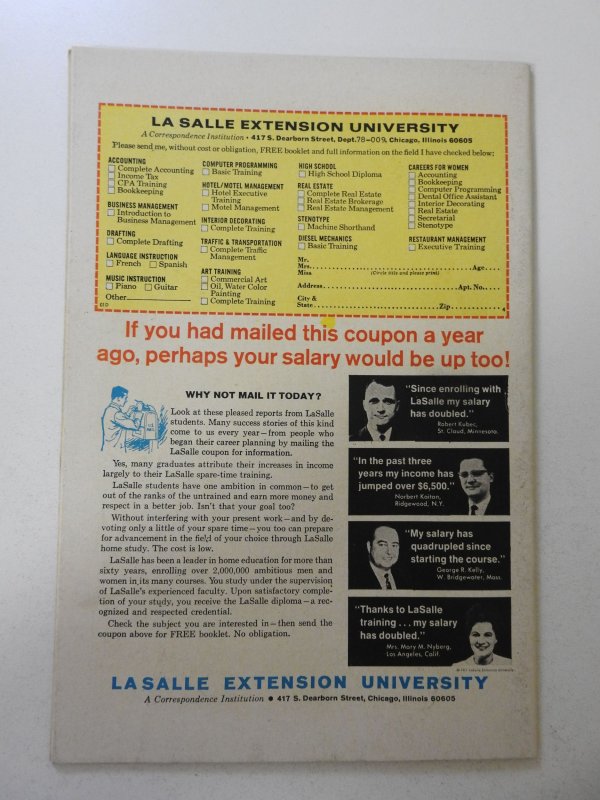 LA SALLE EXTENSION UNIVERSITY
A Correspondence Institution • 417 S. Dearborn Street, Dept. 78-009, Chicago, Illinois 60605
Please send me, without cost or obligation, FREE booklet and full information on the field I have checked below:
ACCOUNTING
Complete Accounting
Income Tax
CPA Training
Bookkeeping
BUSINESS MANAGEMENT
Introduction to
Business Management
DRAFTING
Complete Drafting
LANGUAGE INSTRUCTION
French Spanish
MUSIC INSTRUCTION
Piano Guitar
Other
COMPUTER PROGRAMMING
Basic Training
HOTEL/MOTEL MANAGEMENT
Hotel Executive
Training
Motel Management
INTERIOR DECORATING
Complete Training
TRAFFIC & TRANSPORTATION
Complete Traffic
Management
ART TRAINING
Commercial Art
Oil, Water Color
Painting
Complete Training
HIGH SCHOOL
High School Diploma
REAL ESTATE
Complete Real Estate
Real Estate Brokerage
Real Estate Management
STENOTYPE
Machine Shorthand
DIESEL MECHANICS
Basic Training
CAREERS FOR WOMEN
Accounting
Bookkeeping
Computer Programming
Dental Office Assistant
Interior Decorating
Real Estate
Secretarial
Stenotype
RESTAURANT MANAGEMENT
Executive Training
Mr.
Mrs. Age
Miss (Circle title and please print)
Address Apt. No.
City &
State Zip
If you had mailed this coupon a year
ago, perhaps your salary would be up too!
WHY NOT MAIL IT TODAY?
Look at these pleased reports from LaSalle
students. Many success stories of this kind
come to us every year—from people who
began their career planning by mailing the
LaSalle coupon for information.
Yes, many graduates attribute their increases in income
largely to their LaSalle spare-time training.
LaSalle students have one ambition in common—to get
out of the ranks of the untrained and earn more money and
respect in a better job. Isn't that your goal too?
Without interfering with your present work—and by de-
voting only a little of your spare time—you too can prepare
for advancement in the field of your choice through LaSalle
home study. The cost is low.
LaSalle has been a leader in home education for more than
sixty years, enrolling over 2,000,000 ambitious men and
women in its many courses. You study under the supervision
of LaSalle's experienced faculty. Upon satisfactory comple-
tion of your study, you receive the LaSalle diploma—a rec-
ognized and respected credential.
Check the subject you are interested in—then send the
coupon above for FREE booklet. No obligation.
"Since enrolling with
LaSalle my salary
has doubled."
Robert Kubec,
St. Cloud, Minnesota.
"In the past three
years my income has
jumped over $6,500."
Norbert Kaitan,
Ridgewood, N.Y.
"My salary has
quadrupled since
starting the course."
George R. Kelly,
W. Bridgewater, Mass.
"Thanks to LaSalle
training . . . my salary
has doubled."
Mrs. Mary M. Nyberg,
Los Angeles, Calif.
LA SALLE EXTENSION UNIVERSITY
A Correspondence Institution • 417 S. Dearborn Street, Chicago, Illinois 60605